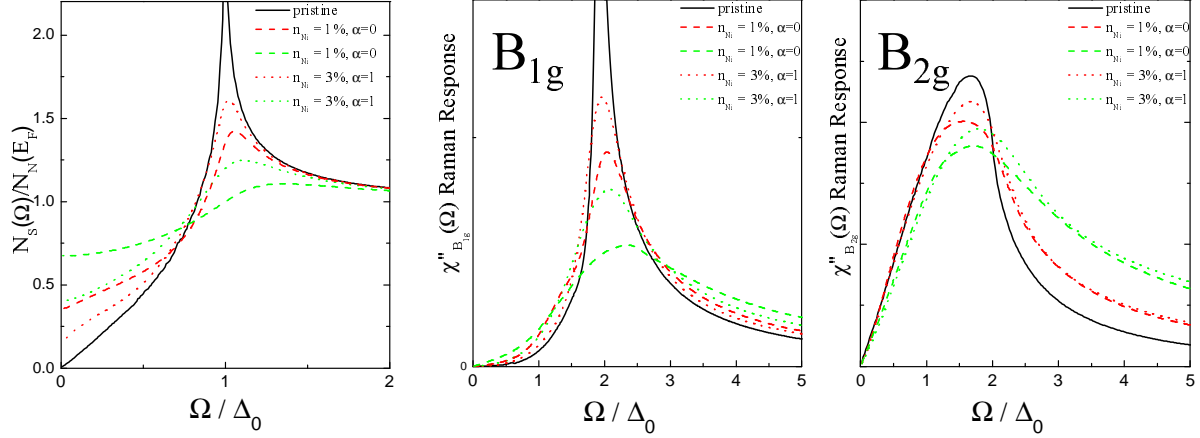 N_S(Ω)/N_N(E_F)
2.0
1.5
1.0
0.5
0.0
0
1
2
Ω / Δ_0
pristine
n_Ni = 1%, α=0
n_Ni = 1%, α=0
n_Ni = 3%, α=1
n_Ni = 3%, α=1
χ''_B_1g (Ω) Raman Response
B_1g
0
0
1
2
3
4
5
Ω / Δ_0
pristine
n_Ni = 1%, α=0
n_Ni = 1%, α=0
n_Ni = 3%, α=1
n_Ni = 3%, α=1
χ''_B_2g (Ω) Raman Response
B_2g
0
1
2
3
4
5
Ω / Δ_0
pristine
n_Ni = 1%, α=0
n_Ni = 1%, α=0
n_Ni = 3%, α=1
n_Ni = 3%, α=1